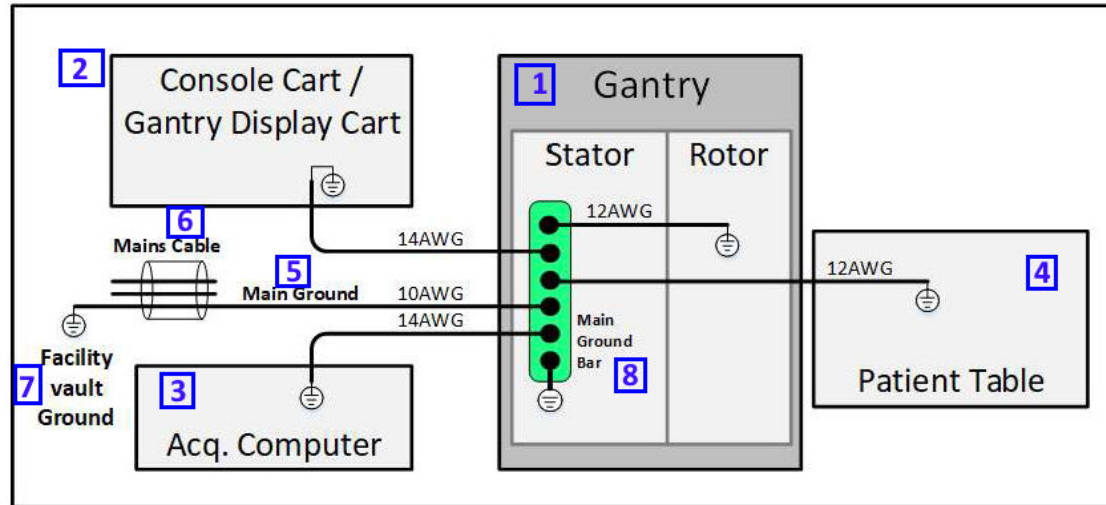 2
Console Cart /
Gantry Display Cart
1
Gantry
Stator
Rotor
12AWG
6
Mains Cable
14AWG
5
Main Ground
10AWG
14AWG
12AWG
4
Patient Table
Main
Ground
Bar
8
7
Facility
vault
Ground
3
Acq. Computer